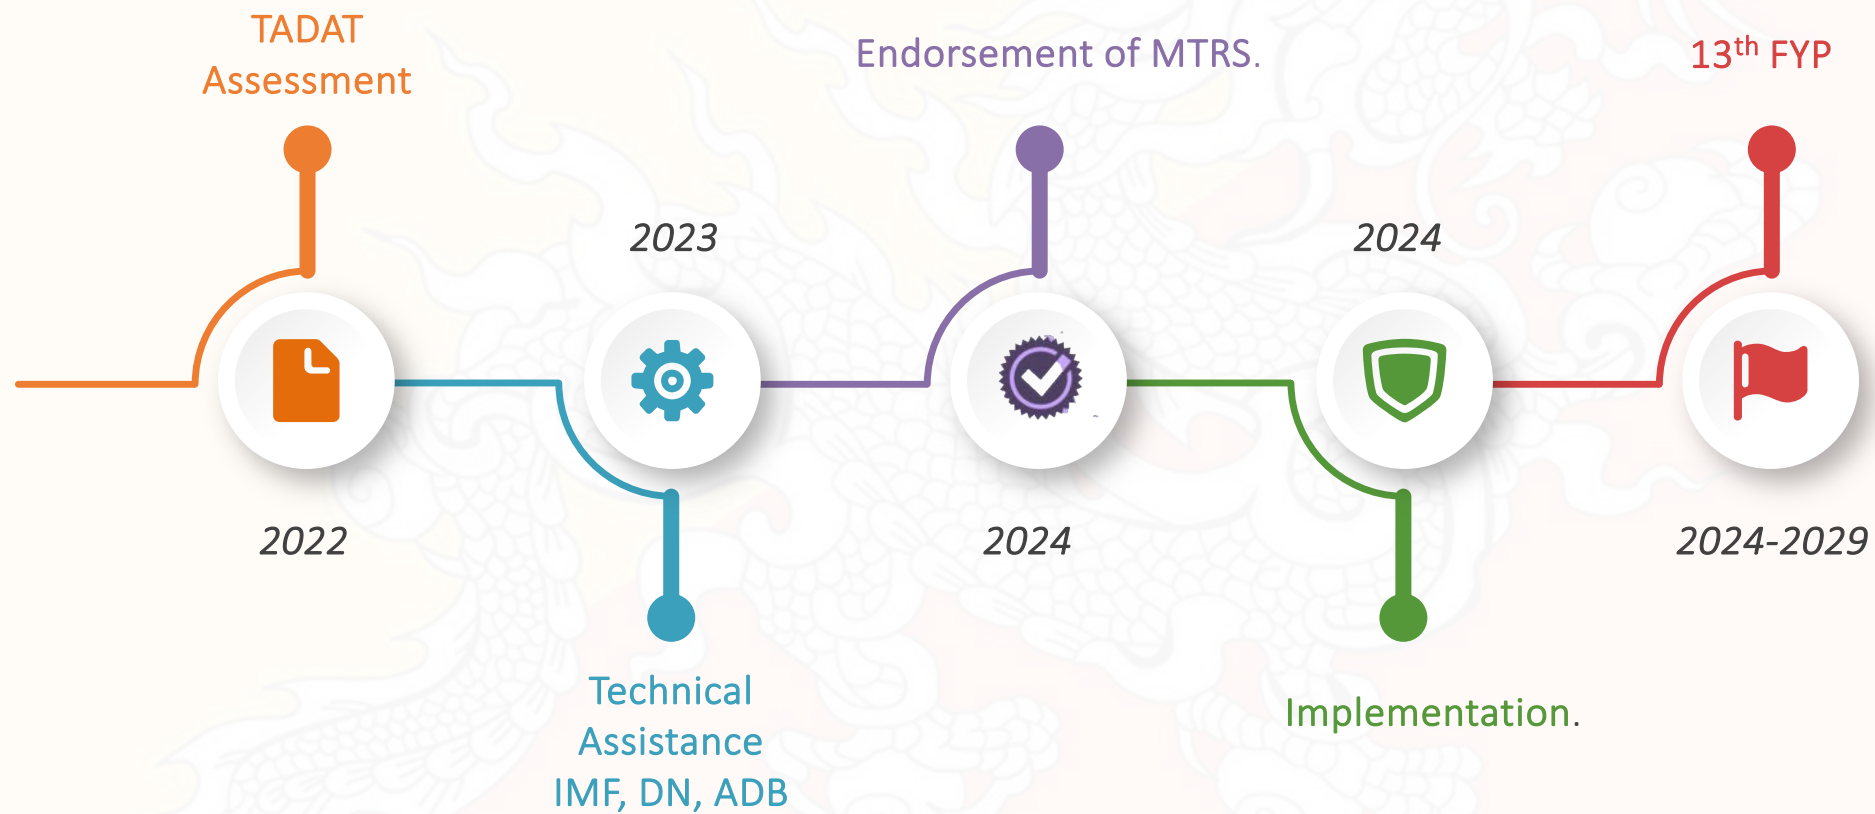 TADAT
Assessment
2022
2023
Technical
Assistance
IMF, DN, ADB
Endorsement of MTRS.
2024
2024
Implementation.
13th FYP
2024-2029